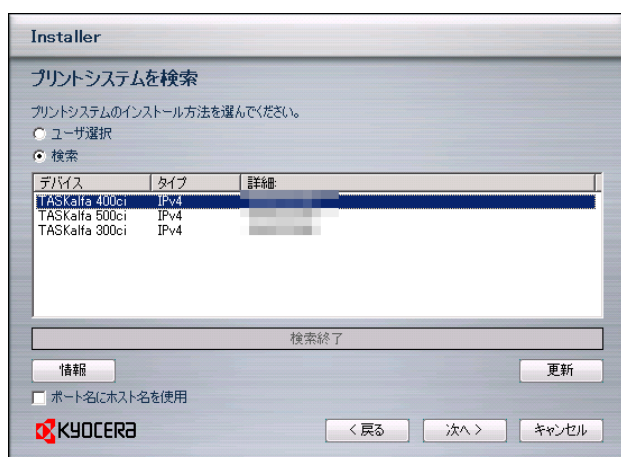 Installer
プリントシステムを検索
プリントシステムのインストール方法を選んでください。
ユーザ選択
検索
デバイス タイプ 詳細:
TASKalfa 400ci IPv4
TASKalfa 500ci IPv4
TASKalfa 300ci IPv4
検索終了
情報 更新
ポート名にホスト名を使用
KYOCERA < 戻る 次へ > キャンセル